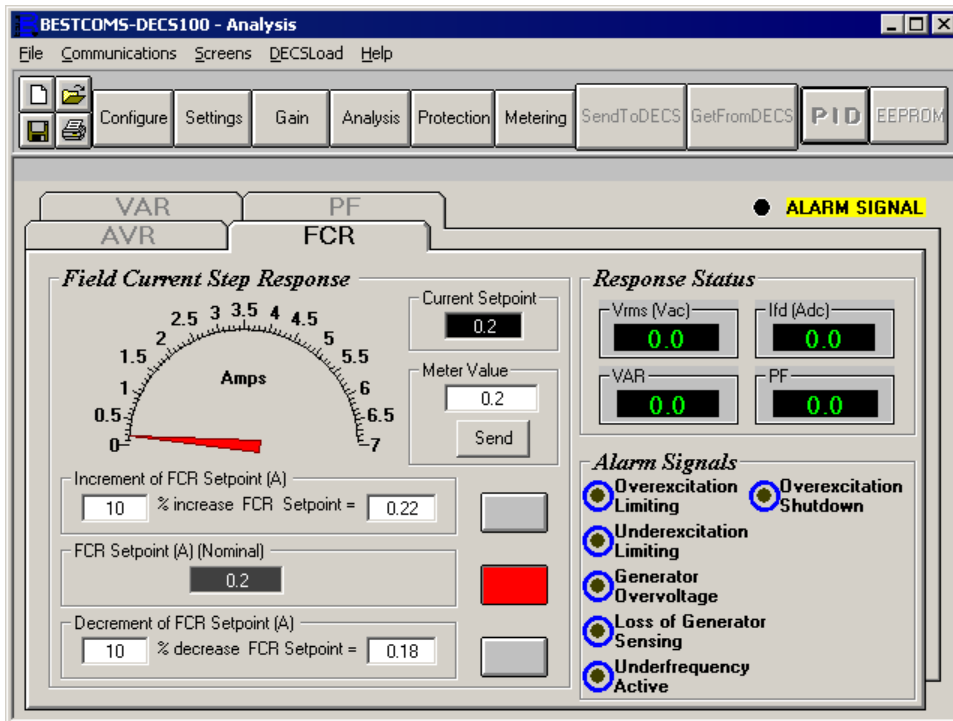 BESTCOMS-DECS100 - Analysis
File Communications Screens DECSLoad Help
Configure Settings Gain Analysis Protection Metering SendToDECS GetFromDECS PID EEPROM
VAR PF
ALARM SIGNAL
AVR FCR
Field Current Step Response
0 0.5 1 1.5 2 2.5 3 3.5 4 4.5 5 5.5 6 6.5 7
Amps
Current Setpoint
0.2
Meter Value
0.2
Send
Increment of FCR Setpoint (A)
10 % increase FCR Setpoint = 0.22
FCR Setpoint (A) (Nominal)
0.2
Decrement of FCR Setpoint (A)
10 % decrease FCR Setpoint = 0.18
Response Status
Vrms (Vac) Ifd (Adc)
0.0 0.0
VAR PF
0.0 0.0
Alarm Signals
Overexcitation
Limiting
Overexcitation
Shutdown
Underexcitation
Limiting
Generator
Overvoltage
Loss of Generator
Sensing
Underfrequency
Active